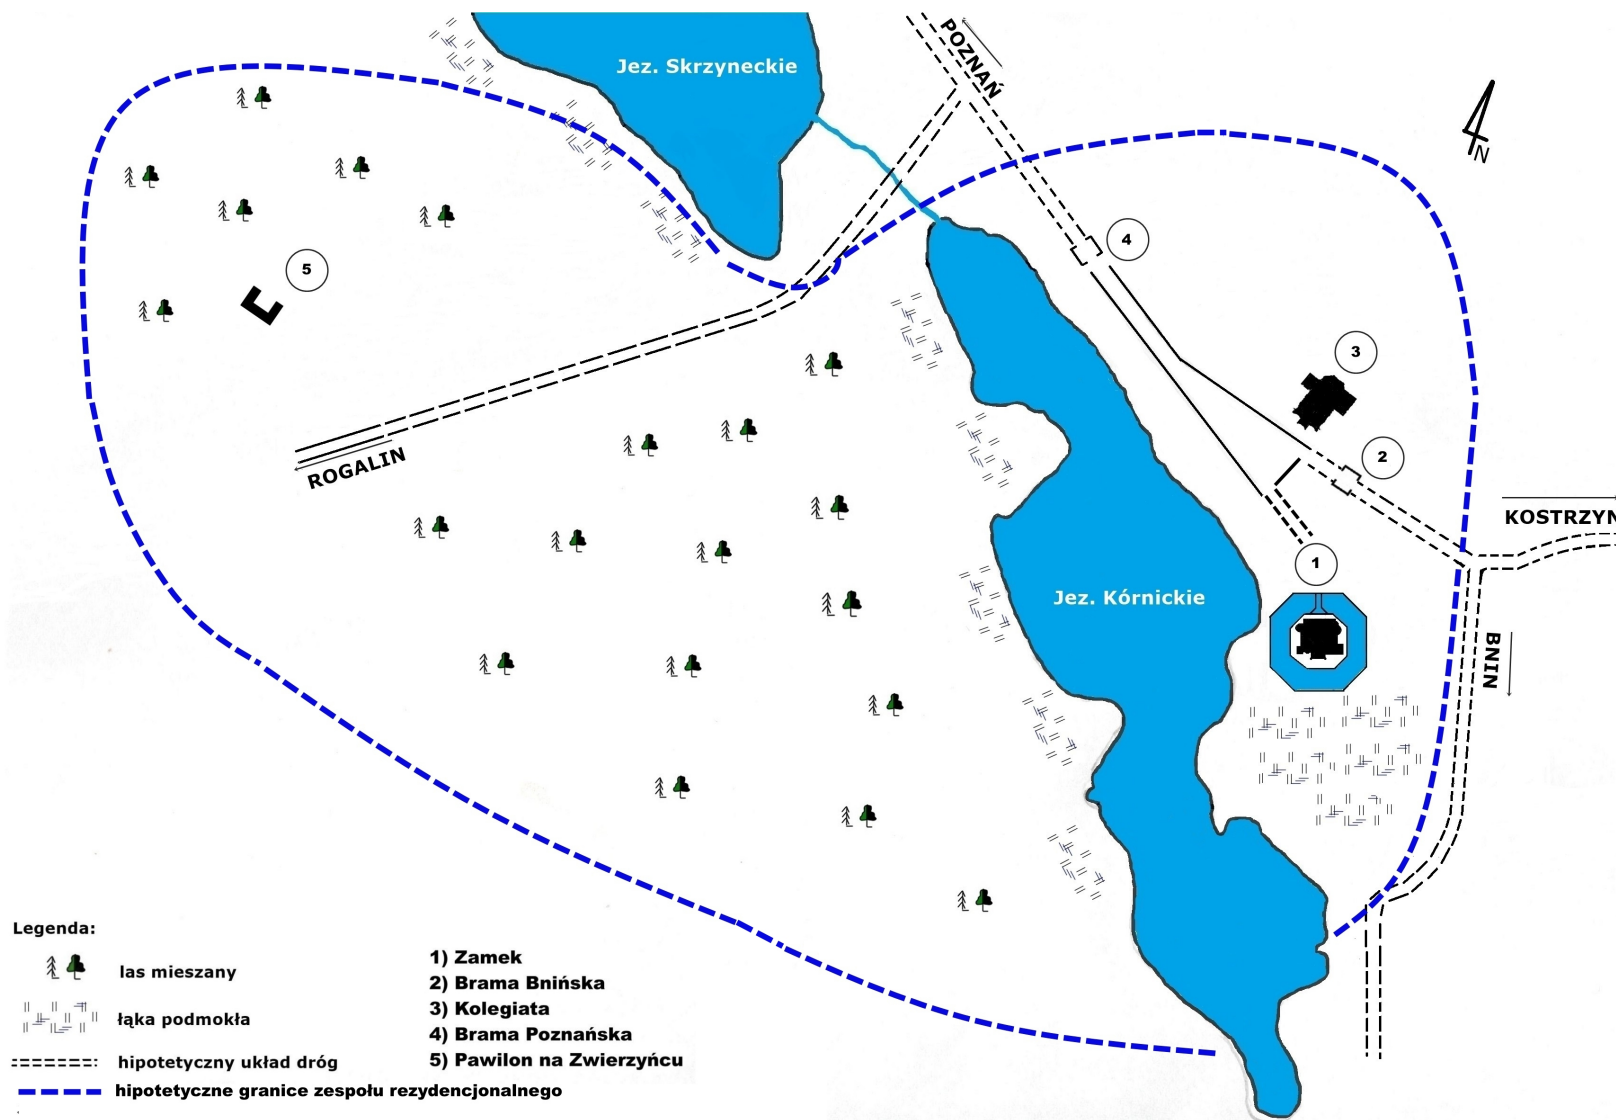 Jez. Skrzyneckie
POZNAŃ
N
4
5
3
ROGALIN
2
KOSTRZYN
1
Jez. Kórnickie
BNIN
Legenda:
las mieszany
łąka podmokła
hipotetyczny układ dróg
hipotetyczne granice zespołu rezydencjonalnego
1) Zamek
2) Brama Bnińska
3) Kolegiata
4) Brama Poznańska
5) Pawilon na Zwierzyńcu